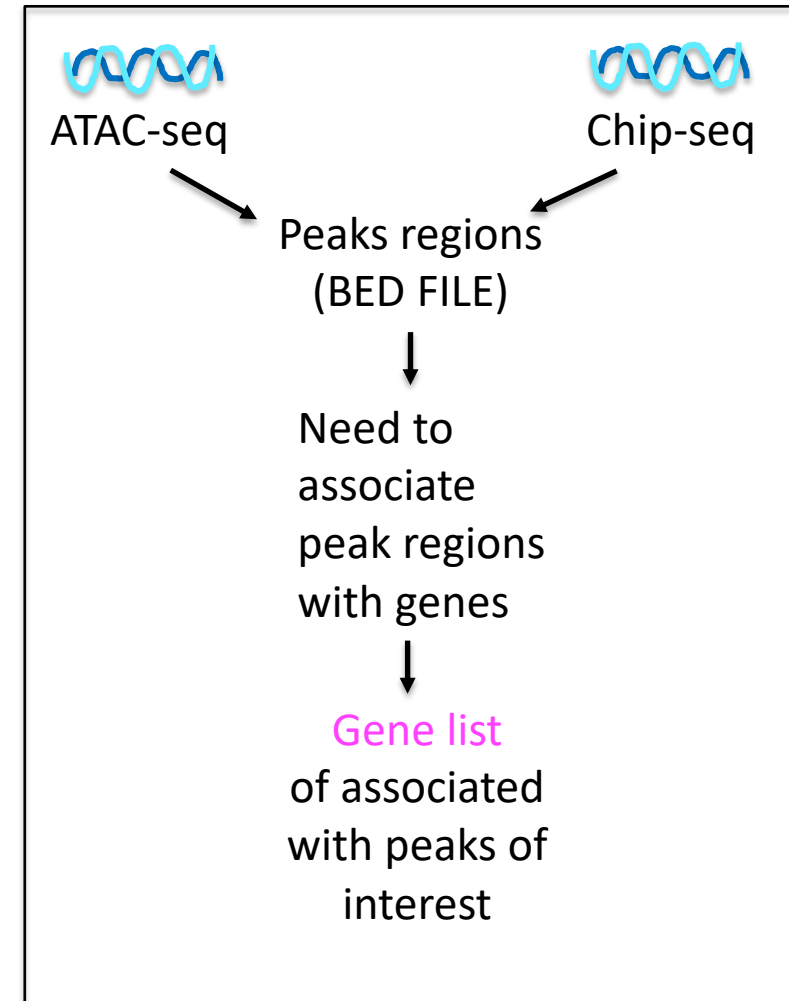 ATAC-seq
Chip-seq
Peaks regions
(BED FILE)
Need to
associate
peak regions
with genes
Gene list
of associated
with peaks of
interest